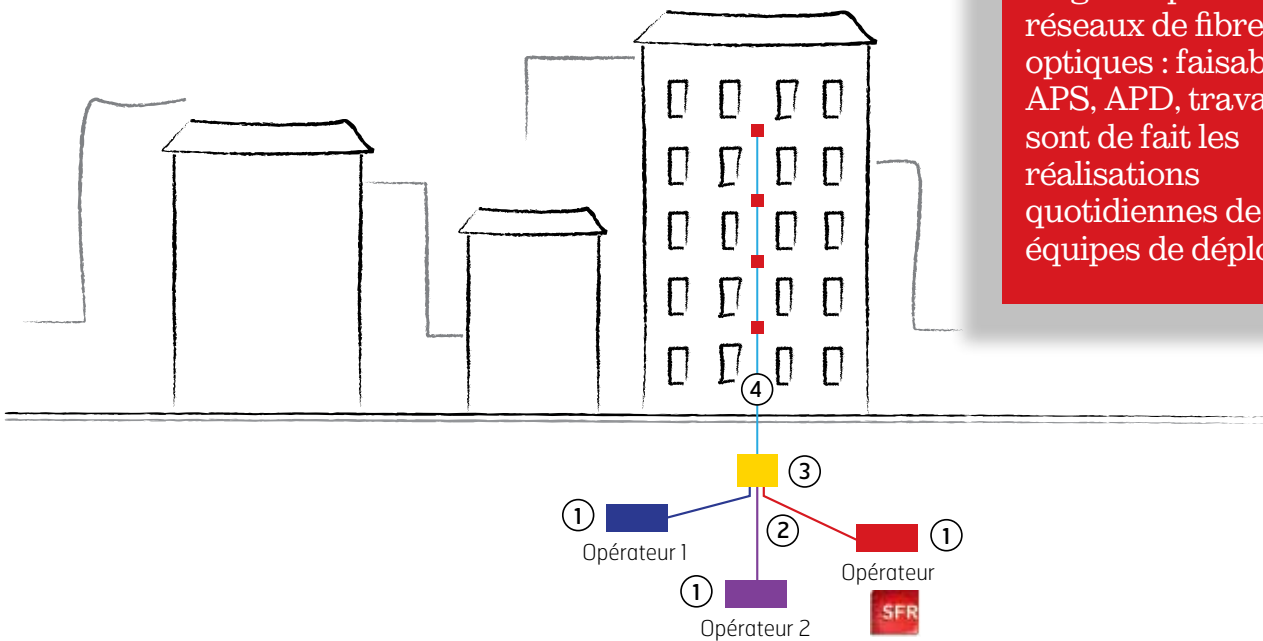 réseaux de fibre
optiques : faisab
APS, APD, trava
sont de fait les
réalisations
quotidiennes de
équipes de déplo
4
3
1
2
1
Opérateur 1
Opérateur
1
SFR
Opérateur 2